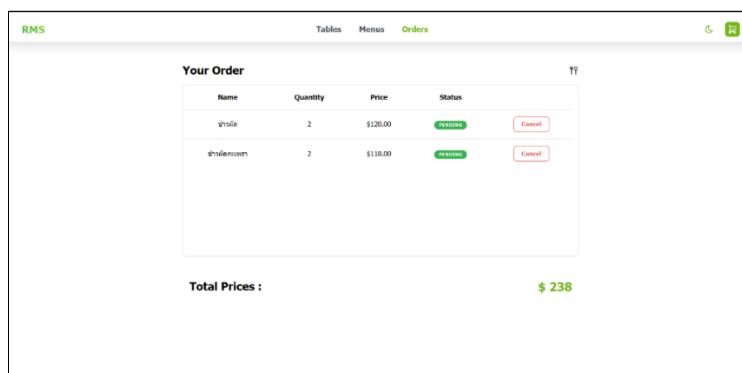 RMS Tables Menus Orders
Your Order
Name Quantity Price Status
ข้าวผัด 2 $120.00 PENDING Cancel
ข้าวผัดกะเพรา 2 $118.00 PENDING Cancel
Total Prices : $ 238